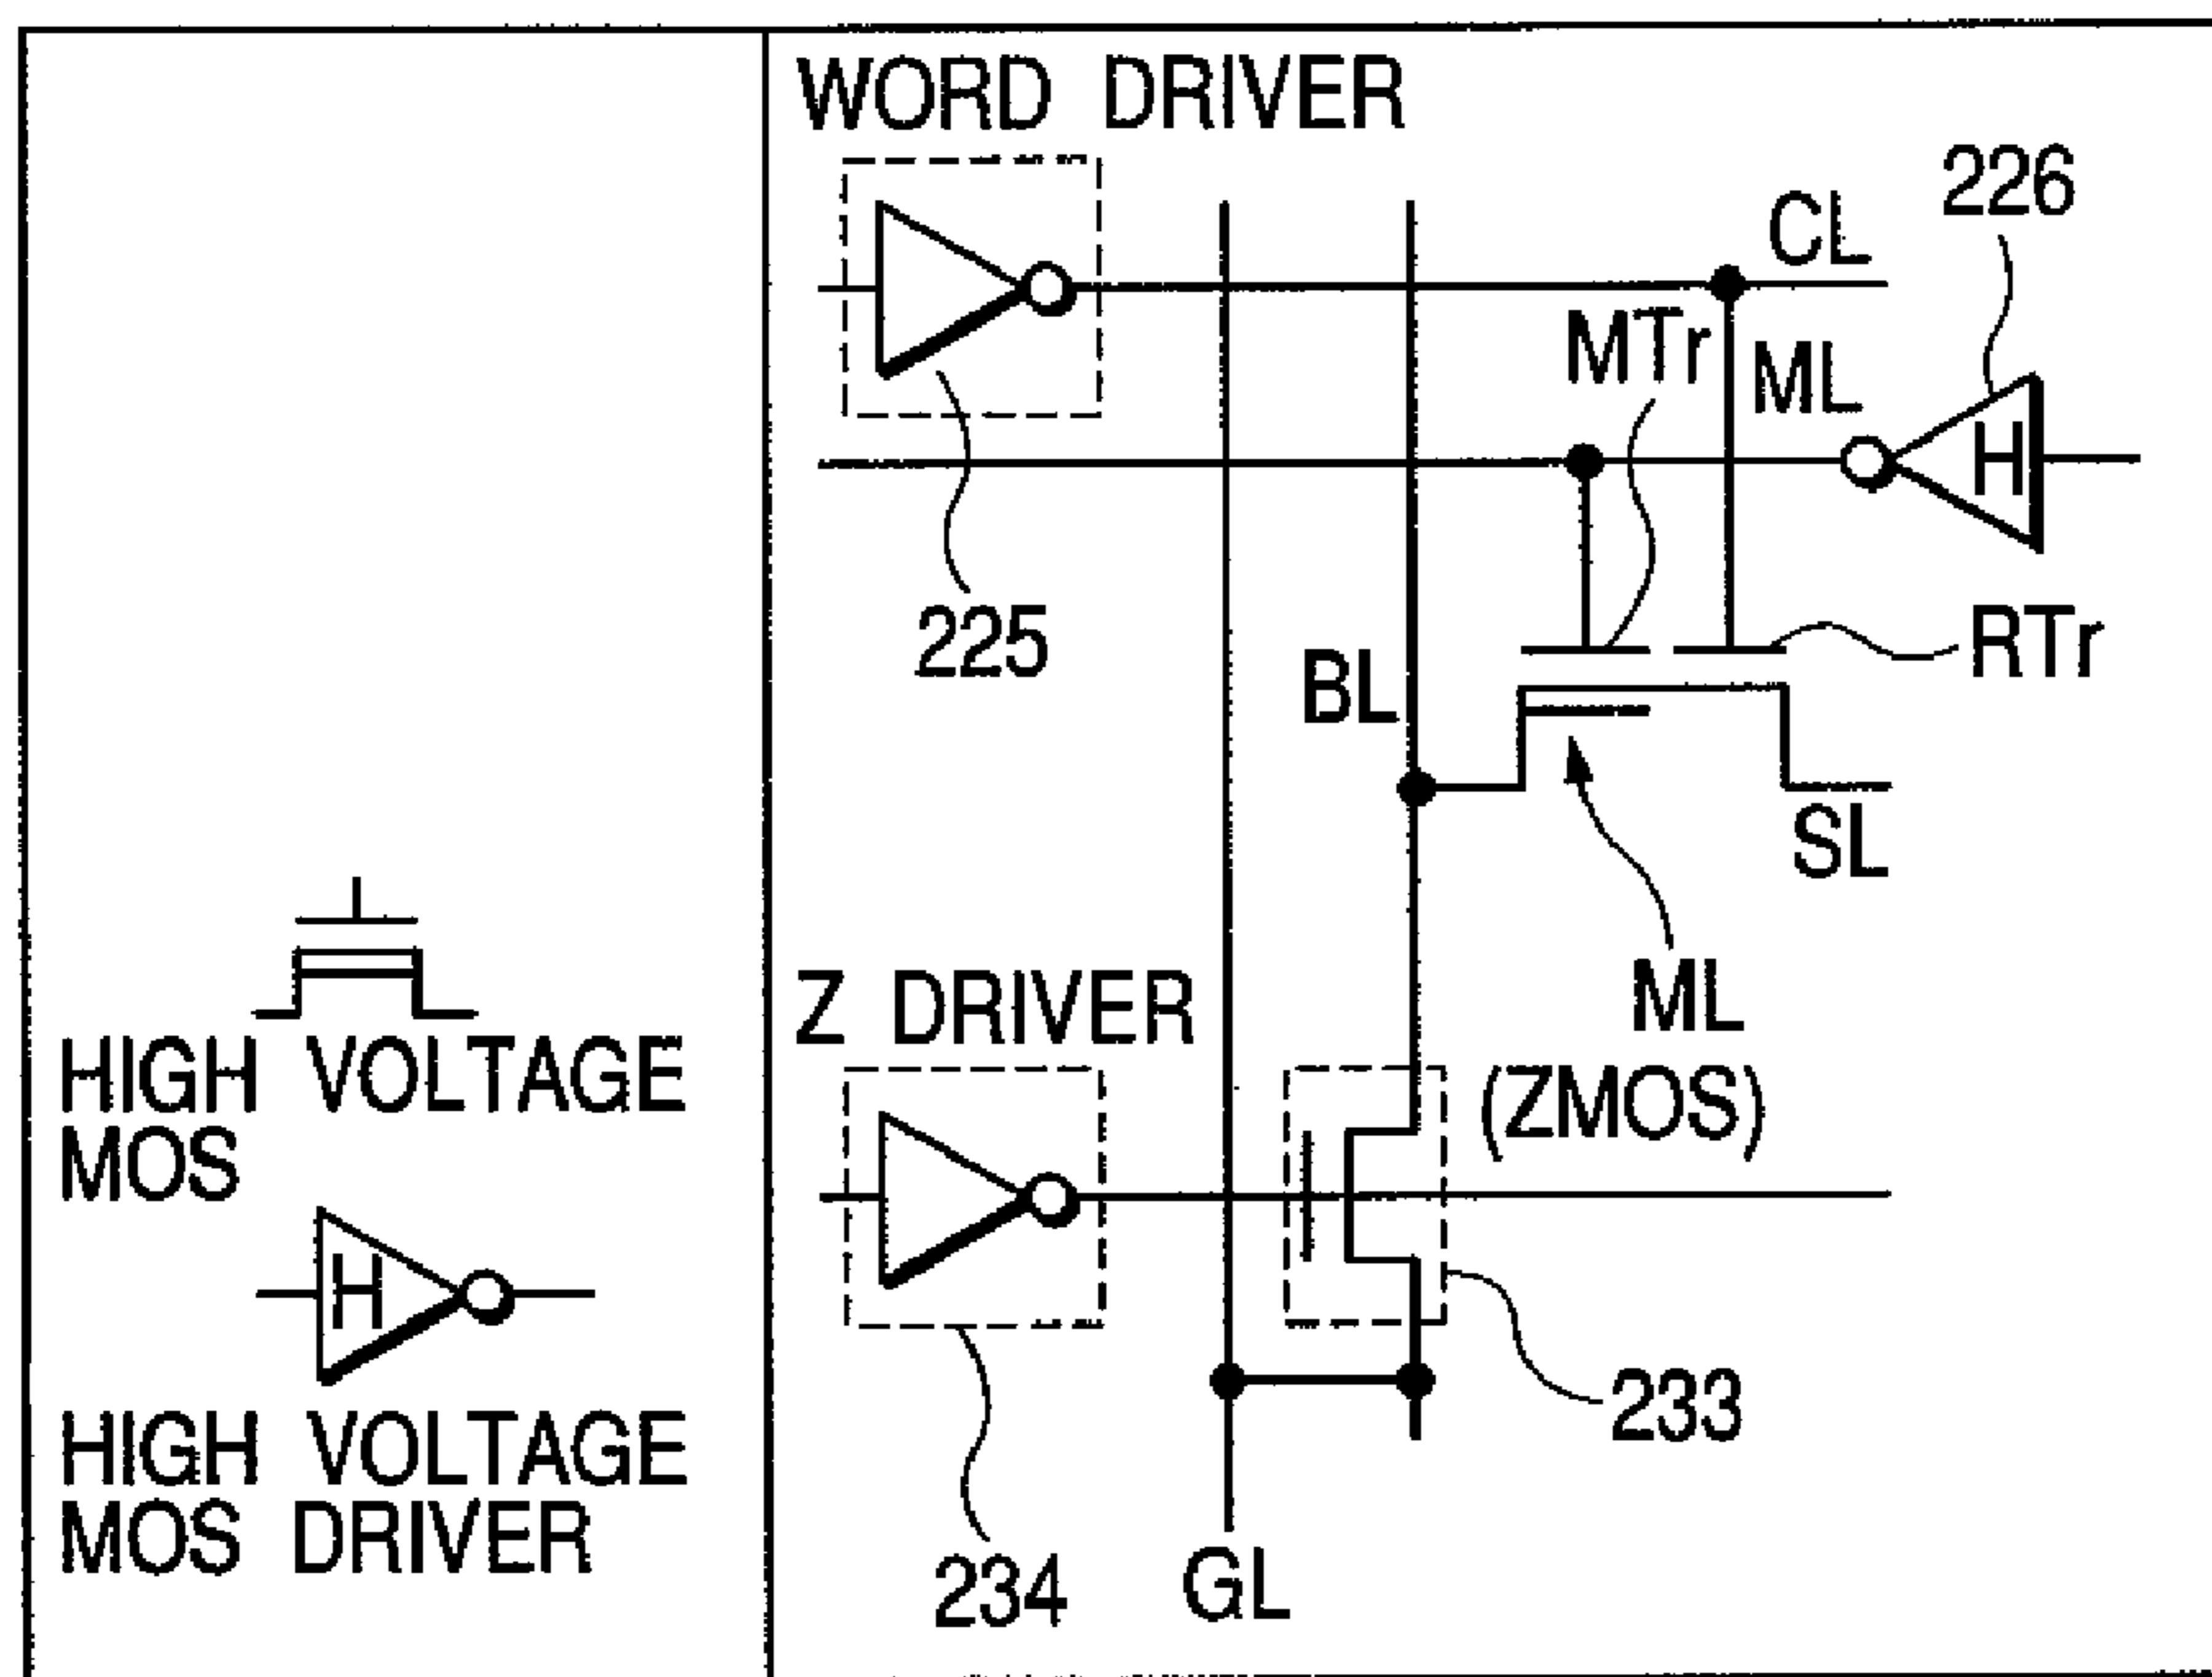 HIGH VOLTAGE
MOS
H
HIGH VOLTAGE
MOS DRIVER
WORD DRIVER
226
CL
MTr
ML
H
225
RTr
BL
SL
ML
Z DRIVER
(ZMOS)
233
234
GL